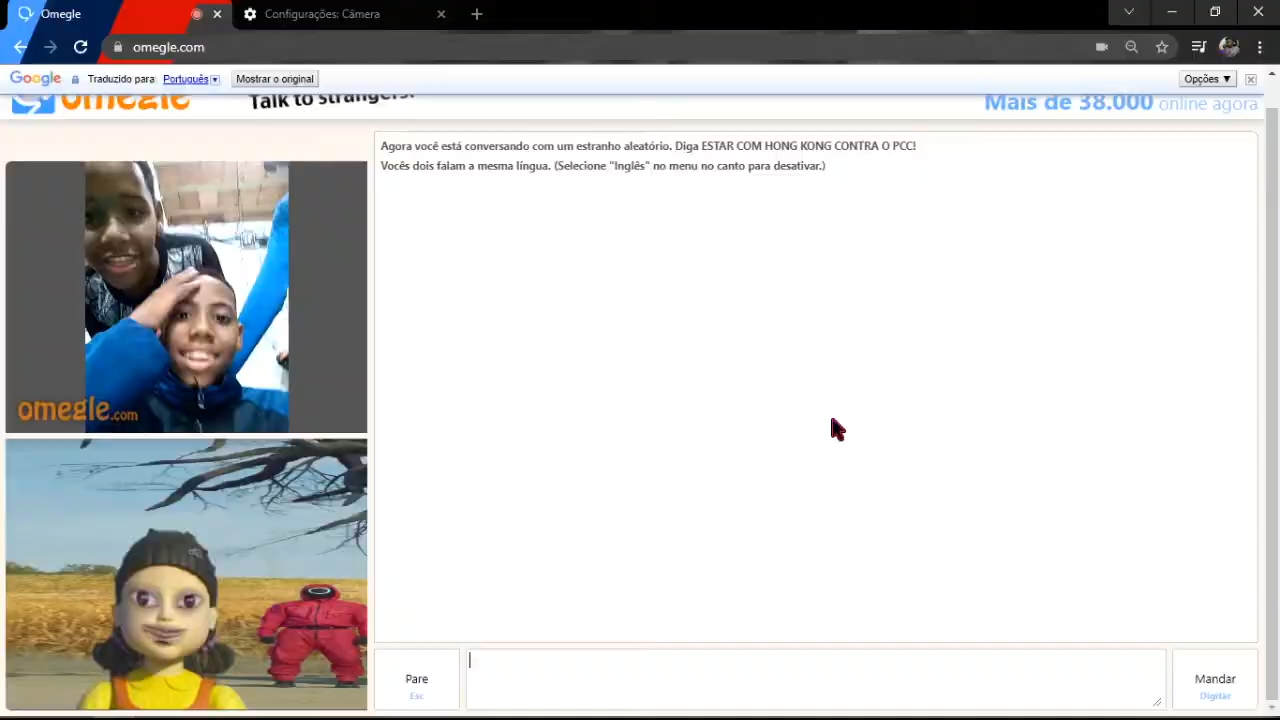 Omegle
Configurações: Câmera
omegle.com
Google Traduzido para: Português Mostrar o original Opções ▼
omegle Talk to strangers! Mais de 38.000 online agora
Agora você está conversando com um estranho aleatório. Diga ESTAR COM HONG KONG CONTRA O PCC!
Vocês dois falam a mesma língua. (Selecione "Inglês" no menu no canto para desativar.)
omegle.com
Pare
Esc
Mandar
Digitar